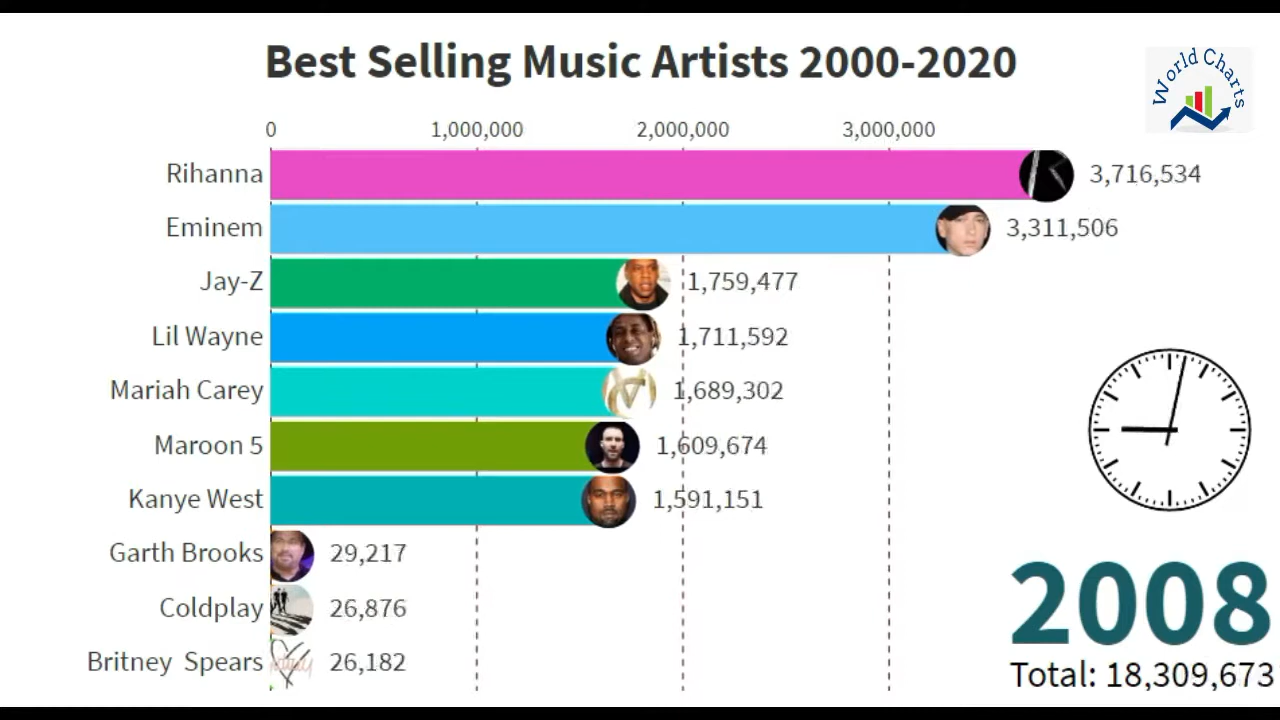 Best Selling Music Artists 2000-2020
World Charts
0 1,000,000 2,000,000 3,000,000
Rihanna 3,716,534
Eminem 3,311,506
Jay-Z 1,759,477
Lil Wayne 1,711,592
Mariah Carey 1,689,302
Maroon 5 1,609,674
Kanye West 1,591,151
Garth Brooks 29,217
Coldplay 26,876
Britney Spears 26,182
2008
Total: 18,309,673